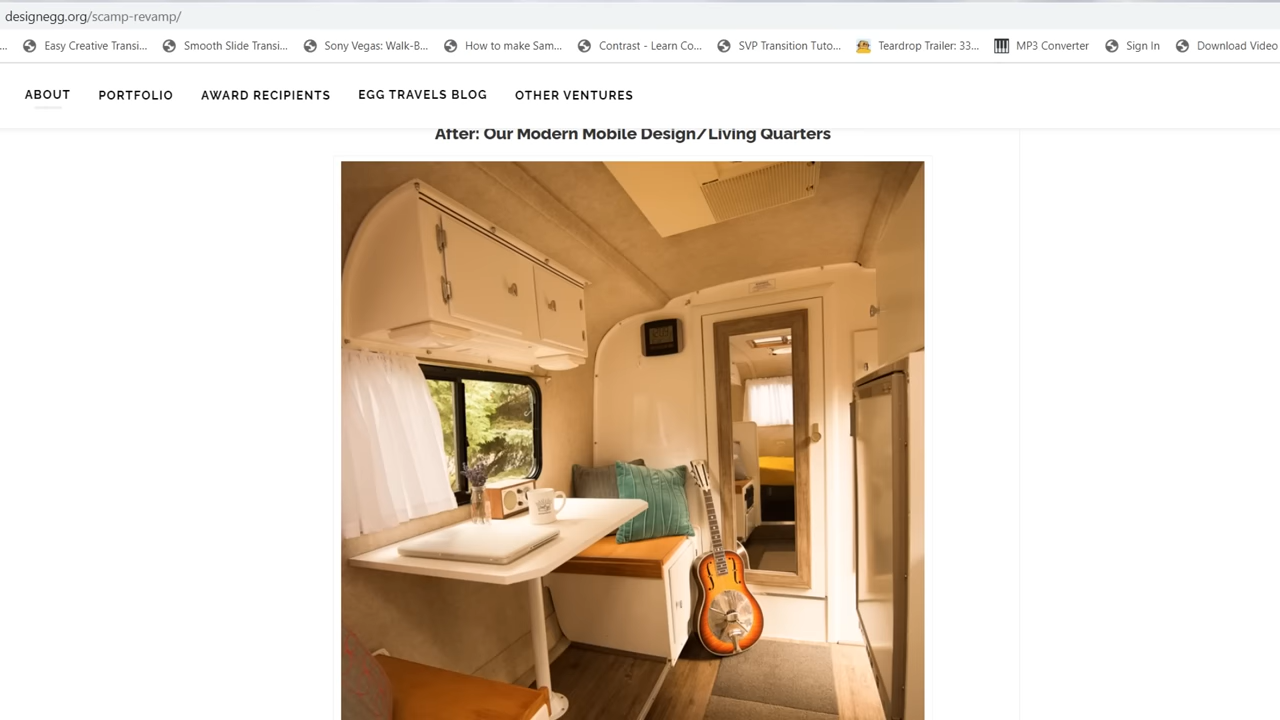 designegg.org/scamp-revamp/
... Easy Creative Transi... Smooth Slide Transi... Sony Vegas: Walk-B... How to make Sam... Contrast - Learn Co... SVP Transition Tuto... Teardrop Trailer: 33... MP3 Converter Sign In Download Video
ABOUT PORTFOLIO AWARD RECIPIENTS EGG TRAVELS BLOG OTHER VENTURES
After: Our Modern Mobile Design/Living Quarters